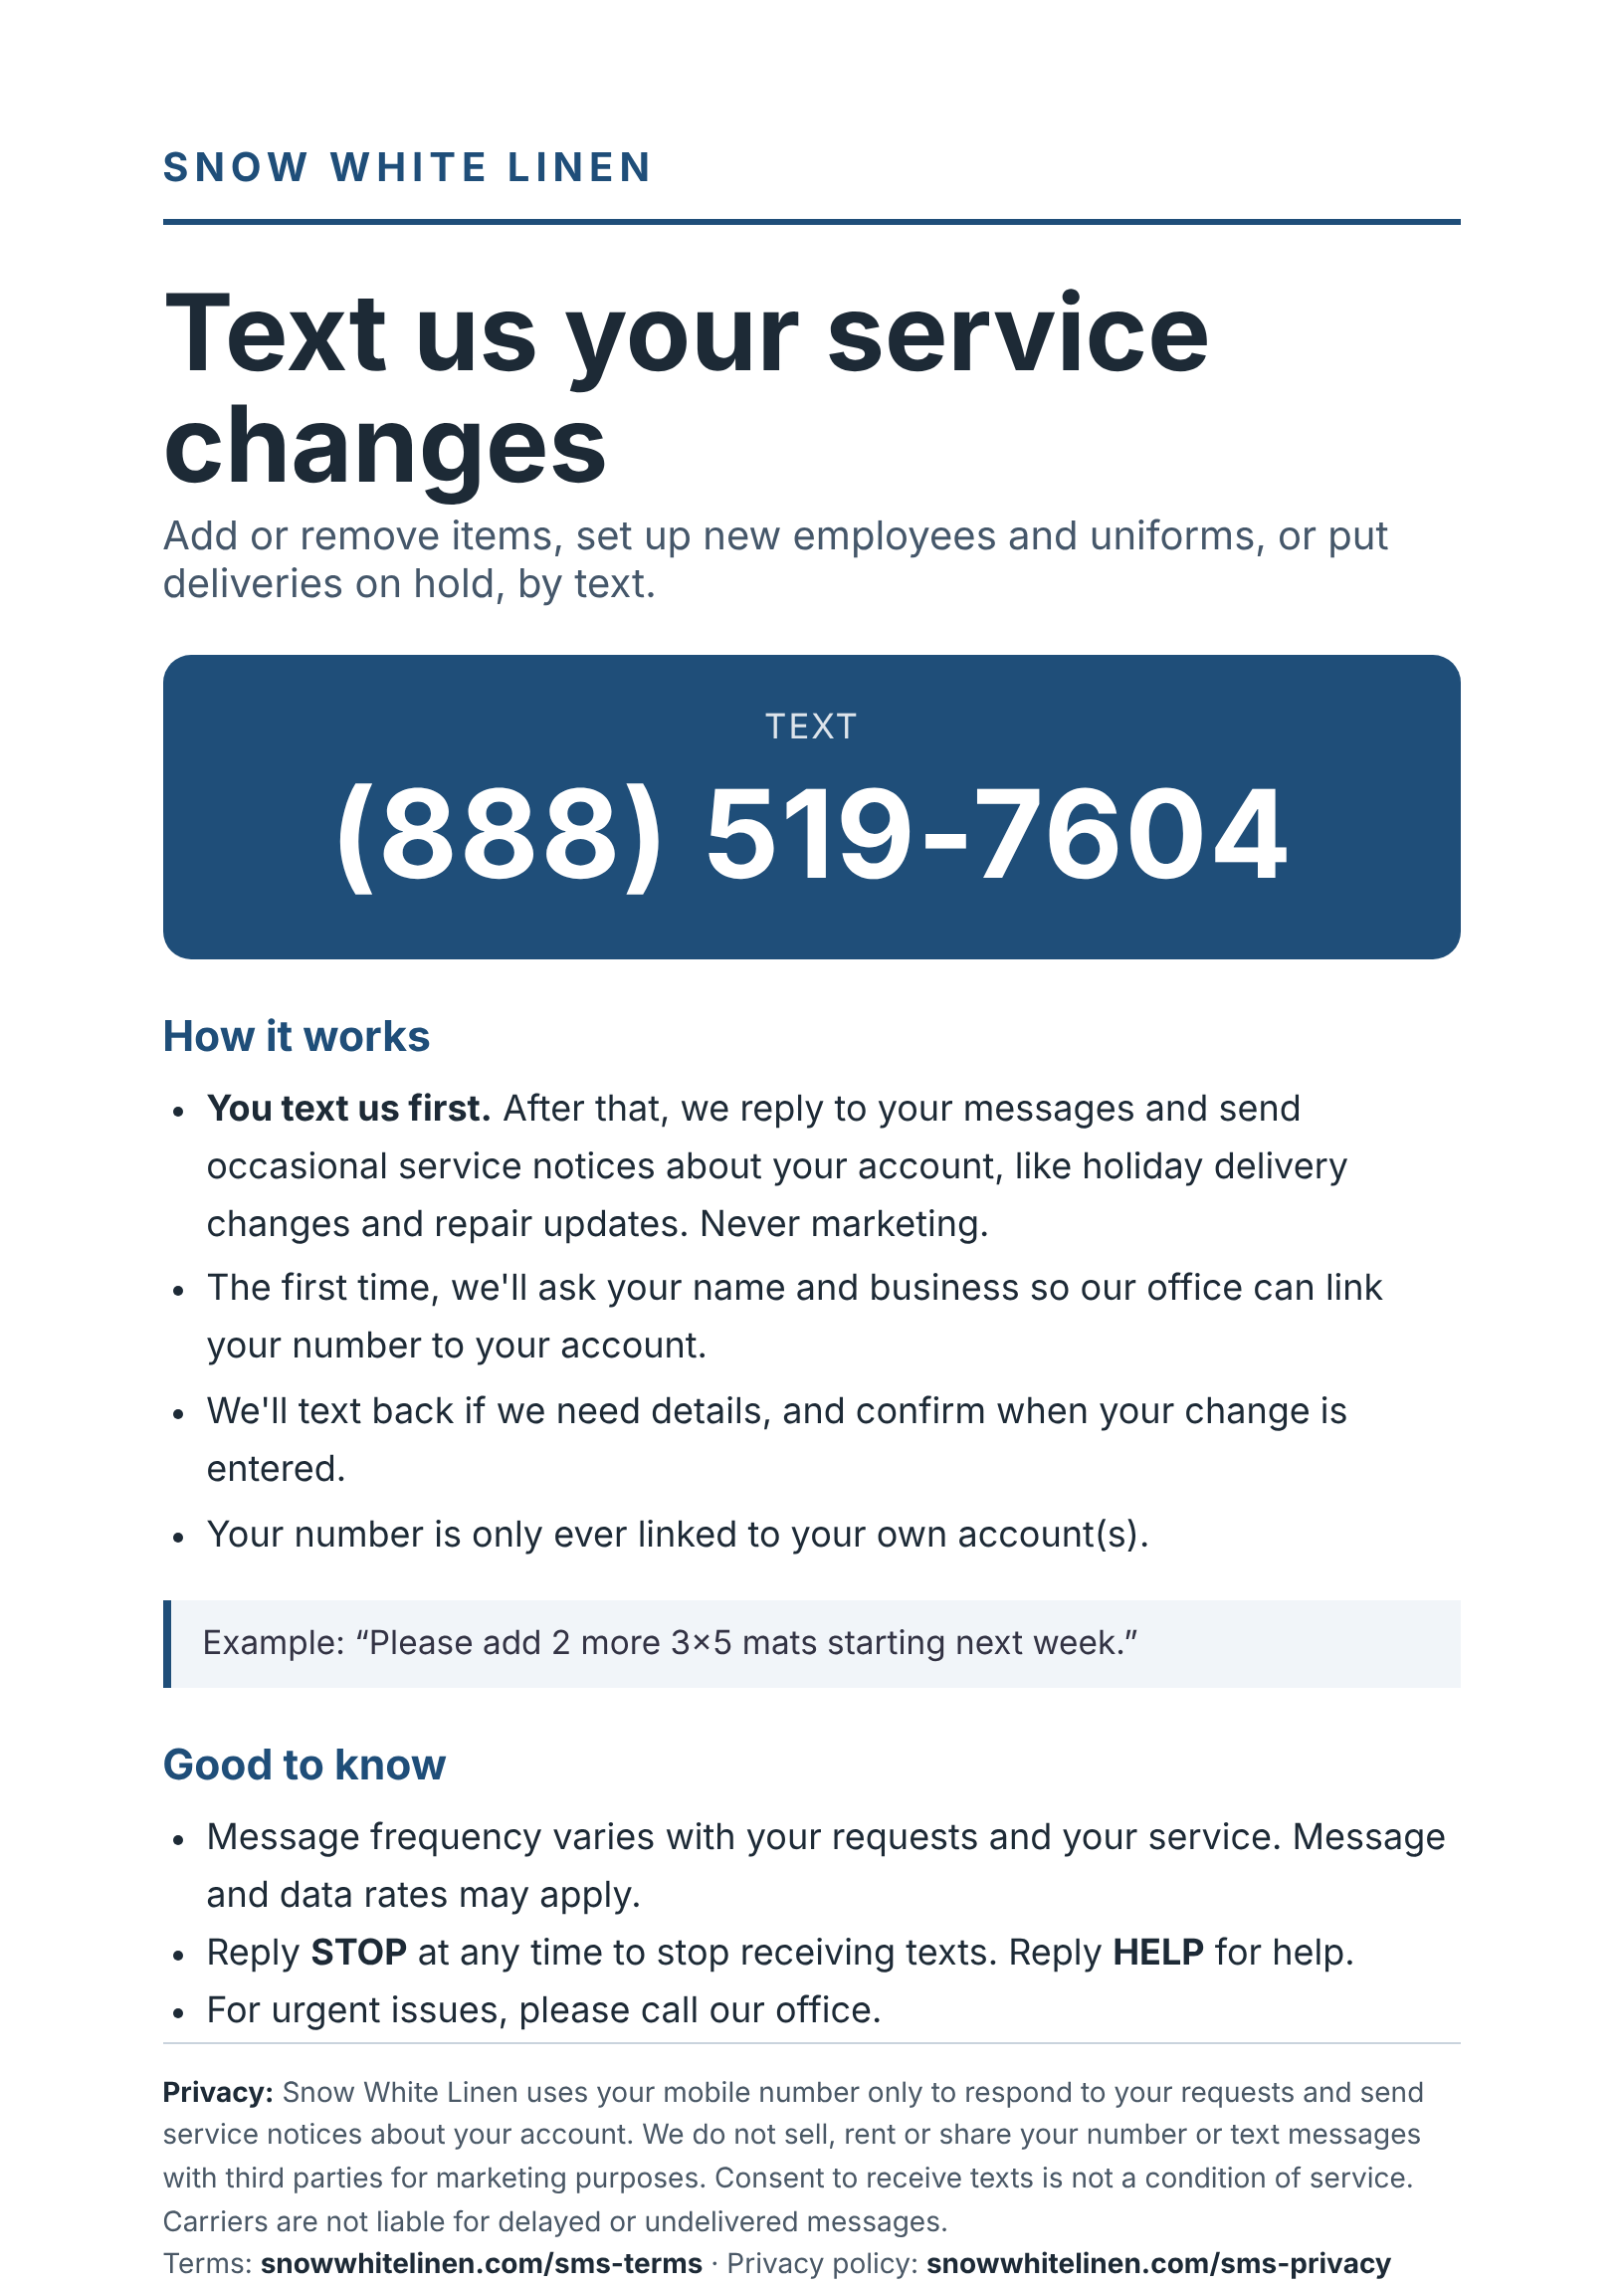 SNOW WHITE LINEN
Text us your service
changes
Add or remove items, set up new employees and uniforms, or put
deliveries on hold, by text.
TEXT
(888) 519-7604
How it works
• You text us first. After that, we reply to your messages and send
occasional service notices about your account, like holiday delivery
changes and repair updates. Never marketing.
• The first time, we'll ask your name and business so our office can link
your number to your account.
• We'll text back if we need details, and confirm when your change is
entered.
• Your number is only ever linked to your own account(s).
Example: “Please add 2 more 3×5 mats starting next week.”
Good to know
• Message frequency varies with your requests and your service. Message
and data rates may apply.
• Reply STOP at any time to stop receiving texts. Reply HELP for help.
• For urgent issues, please call our office.
Privacy: Snow White Linen uses your mobile number only to respond to your requests and send
service notices about your account. We do not sell, rent or share your number or text messages
with third parties for marketing purposes. Consent to receive texts is not a condition of service.
Carriers are not liable for delayed or undelivered messages.
Terms: snowwhitelinen.com/sms-terms · Privacy policy: snowwhitelinen.com/sms-privacy